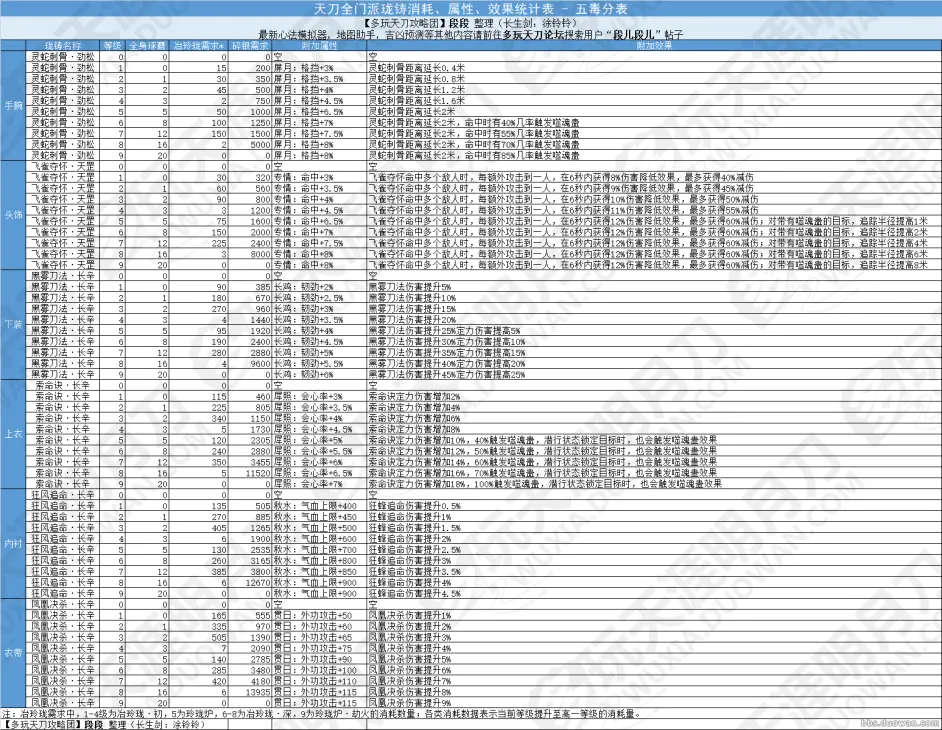 天刀全门派珑铸消耗、属性、效果统计表 - 五毒分表
【多玩天刀攻略团】段段 整理（长生剑：涂铃铃）
最新心法模拟器，地图助手，吉凶预测等其他内容请前往多玩天刀论坛搜索用户“段儿段儿”帖子
珑铸名称 等级 全身琢磨 冶玲珑需求* 碎银需求 附加属性 附加效果
手腕
灵蛇刺骨·劲松 0 0 0 0 空 空
灵蛇刺骨·劲松 1 0 15 200 屏月：格挡+3% 灵蛇刺骨距离延长0.4米
灵蛇刺骨·劲松 2 1 30 350 屏月：格挡+3.5% 灵蛇刺骨距离延长0.8米
灵蛇刺骨·劲松 3 2 45 500 屏月：格挡+4% 灵蛇刺骨距离延长1.2米
灵蛇刺骨·劲松 4 3 2 750 屏月：格挡+4.5% 灵蛇刺骨距离延长1.6米
灵蛇刺骨·劲松 5 5 50 1000 屏月：格挡+6.5% 灵蛇刺骨距离延长2米
灵蛇刺骨·劲松 6 8 100 1250 屏月：格挡+7% 灵蛇刺骨距离延长2米，命中时有40%几率触发噬魂蛊
灵蛇刺骨·劲松 7 12 150 1500 屏月：格挡+7.5% 灵蛇刺骨距离延长2米，命中时有55%几率触发噬魂蛊
灵蛇刺骨·劲松 8 16 2 5000 屏月：格挡+8% 灵蛇刺骨距离延长2米，命中时有70%几率触发噬魂蛊
灵蛇刺骨·劲松 9 20 0 0 屏月：格挡+8% 灵蛇刺骨距离延长2米，命中时有85%几率触发噬魂蛊
头饰
飞雀夺怀·天罡 0 0 0 0 空 空
飞雀夺怀·天罡 1 0 30 320 专情：命中+3% 飞雀夺怀命中多个敌人时，每额外攻击到一人，在6秒内获得8%伤害降低效果，最多获得40%减伤
飞雀夺怀·天罡 2 1 60 560 专情：命中+3.5% 飞雀夺怀命中多个敌人时，每额外攻击到一人，在6秒内获得9%伤害降低效果，最多获得45%减伤
飞雀夺怀·天罡 3 2 90 800 专情：命中+4% 飞雀夺怀命中多个敌人时，每额外攻击到一人，在6秒内获得10%伤害降低效果，最多获得50%减伤
飞雀夺怀·天罡 4 3 3 1200 专情：命中+4.5% 飞雀夺怀命中多个敌人时，每额外攻击到一人，在6秒内获得11%伤害降低效果，最多获得55%减伤
飞雀夺怀·天罡 5 5 75 1600 专情：命中+6.5% 飞雀夺怀命中多个敌人时，每额外攻击到一人，在6秒内获得12%伤害降低效果，最多获得60%减伤；对带有噬魂蛊的目标，追踪半径提高1米
飞雀夺怀·天罡 6 8 150 2000 专情：命中+7% 飞雀夺怀命中多个敌人时，每额外攻击到一人，在6秒内获得12%伤害降低效果，最多获得60%减伤；对带有噬魂蛊的目标，追踪半径提高2米
飞雀夺怀·天罡 7 12 225 2400 专情：命中+7.5% 飞雀夺怀命中多个敌人时，每额外攻击到一人，在6秒内获得12%伤害降低效果，最多获得60%减伤；对带有噬魂蛊的目标，追踪半径提高4米
飞雀夺怀·天罡 8 16 3 8000 专情：命中+8% 飞雀夺怀命中多个敌人时，每额外攻击到一人，在6秒内获得12%伤害降低效果，最多获得60%减伤；对带有噬魂蛊的目标，追踪半径提高6米
飞雀夺怀·天罡 9 20 0 0 专情：命中+8% 飞雀夺怀命中多个敌人时，每额外攻击到一人，在6秒内获得12%伤害降低效果，最多获得60%减伤；对带有噬魂蛊的目标，追踪半径提高8米
下装
黑雾刀法·长辛 0 0 0 0 空 空
黑雾刀法·长辛 1 0 90 385 长鸿：韧劲+2% 黑雾刀法伤害提升5%
黑雾刀法·长辛 2 1 180 670 长鸿：韧劲+2.5% 黑雾刀法伤害提升10%
黑雾刀法·长辛 3 2 270 960 长鸿：韧劲+3% 黑雾刀法伤害提升15%
黑雾刀法·长辛 4 3 4 1440 长鸿：韧劲+3.5% 黑雾刀法伤害提升20%
黑雾刀法·长辛 5 5 95 1920 长鸿：韧劲+4% 黑雾刀法伤害提升25%定力伤害提高5%
黑雾刀法·长辛 6 8 190 2400 长鸿：韧劲+4.5% 黑雾刀法伤害提升30%定力伤害提高10%
黑雾刀法·长辛 7 12 280 2880 长鸿：韧劲+5% 黑雾刀法伤害提升35%定力伤害提高15%
黑雾刀法·长辛 8 16 4 9600 长鸿：韧劲+5.5% 黑雾刀法伤害提升40%定力伤害提高20%
黑雾刀法·长辛 9 20 0 0 长鸿：韧劲+6% 黑雾刀法伤害提升45%定力伤害提高25%
上衣
索命诀·长辛 0 0 0 0 空 空
索命诀·长辛 1 0 115 460 犀照：会心率+3% 索命诀定力伤害增加2%
索命诀·长辛 2 1 225 805 犀照：会心率+3.5% 索命诀定力伤害增加4%
索命诀·长辛 3 2 340 1150 犀照：会心率+4% 索命诀定力伤害增加6%
索命诀·长辛 4 3 5 1730 犀照：会心率+4.5% 索命诀定力伤害增加8%
索命诀·长辛 5 5 120 2305 犀照：会心率+5% 索命诀定力伤害增加10%，40%触发噬魂蛊，潜行状态锁定目标时，也会触发噬魂蛊效果
索命诀·长辛 6 8 240 2880 犀照：会心率+5.5% 索命诀定力伤害增加12%，50%触发噬魂蛊，潜行状态锁定目标时，也会触发噬魂蛊效果
索命诀·长辛 7 12 350 3455 犀照：会心率+6% 索命诀定力伤害增加14%，60%触发噬魂蛊，潜行状态锁定目标时，也会触发噬魂蛊效果
索命诀·长辛 8 16 5 11520 犀照：会心率+6.5% 索命诀定力伤害增加16%，70%触发噬魂蛊，潜行状态锁定目标时，也会触发噬魂蛊效果
索命诀·长辛 9 20 0 犀照：会心率+7% 索命诀定力伤害增加18%，100%触发噬魂蛊，潜行状态锁定目标时，也会触发噬魂蛊效果
内衬
狂风追命·长辛 0 0 0 0 空 空
狂风追命·长辛 1 0 135 505 秋水：气血上限+400 狂蜂追命伤害提升0.5%
狂风追命·长辛 2 1 270 885 秋水：气血上限+450 狂蜂追命伤害提升1%
狂风追命·长辛 3 2 405 1265 秋水：气血上限+500 狂蜂追命伤害提升1.5%
狂风追命·长辛 4 3 6 1900 秋水：气血上限+600 狂蜂追命伤害提升2%
狂风追命·长辛 5 5 130 2535 秋水：气血上限+700 狂蜂追命伤害提升2.5%
狂风追命·长辛 6 8 260 3165 秋水：气血上限+800 狂蜂追命伤害提升3%
狂风追命·长辛 7 12 385 3800 秋水：气血上限+850 狂蜂追命伤害提升3.5%
狂风追命·长辛 8 16 6 12670 秋水：气血上限+900 狂蜂追命伤害提升4%
狂风追命·长辛 9 20 0 0 秋水：气血上限+900 狂蜂追命伤害提升4.5%
衣带
凤凰决杀·长辛 0 0 0 0 空 空
凤凰决杀·长辛 1 0 165 555 贯日：外功攻击+50 凤凰决杀伤害提升1%
凤凰决杀·长辛 2 1 335 970 贯日：外功攻击+60 凤凰决杀伤害提升2%
凤凰决杀·长辛 3 2 505 1390 贯日：外功攻击+65 凤凰决杀伤害提升3%
凤凰决杀·长辛 4 3 7 2090 贯日：外功攻击+75 凤凰决杀伤害提升4%
凤凰决杀·长辛 5 5 140 2785 贯日：外功攻击+90 凤凰决杀伤害提升5%
凤凰决杀·长辛 6 8 285 3480 贯日：外功攻击+100 凤凰决杀伤害提升6%
凤凰决杀·长辛 7 12 420 4180 贯日：外功攻击+110 凤凰决杀伤害提升7%
凤凰决杀·长辛 8 16 6 13935 贯日：外功攻击+115 凤凰决杀伤害提升8%
凤凰决杀·长辛 9 20 0 0 贯日：外功攻击+115 凤凰决杀伤害提升9%
注：冶玲珑需求中，1-4级为冶玲珑·初，5为玲珑炉，6-8为冶玲珑·深，9为玲珑炉·劫火的消耗数量；各类消耗数据表示当前等级提升至高一等级的消耗量。
【多玩天刀攻略团】段段 整理（长生剑：涂铃铃）
bbs.duowan.com